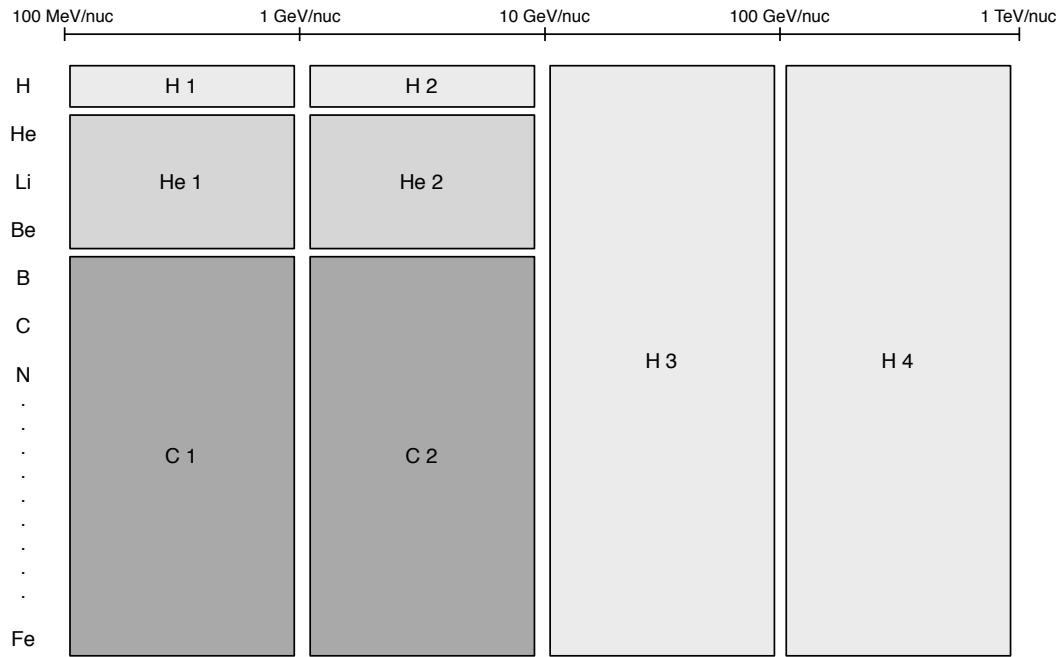 100 MeV/nuc 1 GeV/nuc 10 GeV/nuc 100 GeV/nuc 1 TeV/nuc
H H 1 H 2
He
Li He 1 He 2
Be
B
C
N H 3 H 4
.
. C 1 C 2
.
.
.
Fe